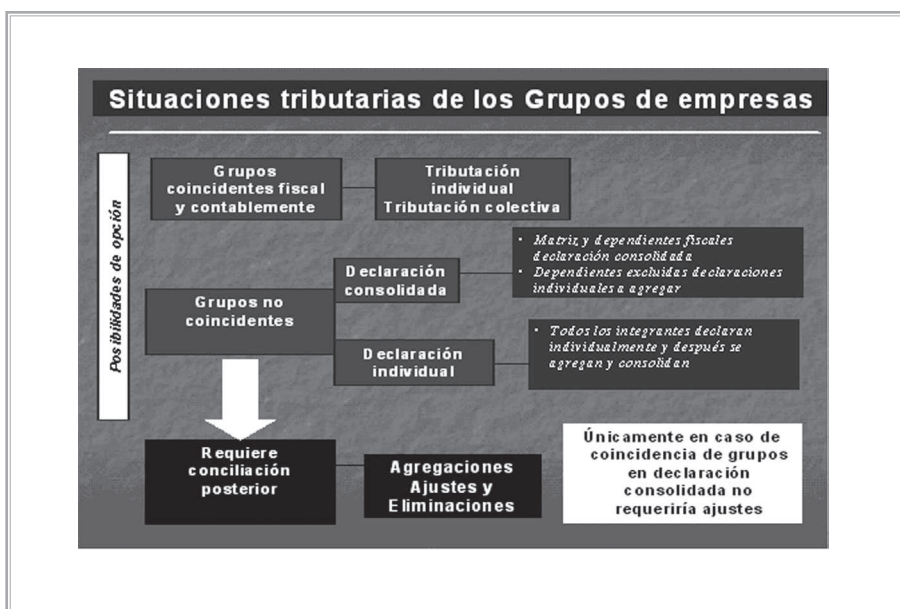 Situaciones tributarias de los Grupos de empresas
Posibilidades de opción
Grupos
coincidentes fiscal
y contablemente
Tributación
individual
Tributación colectiva
Grupos no
coincidentes
Declaración
consolidada
• Matriz y dependientes fiscales
declaración consolidada
• Dependientes excluidas declaraciones
individuales a agregar
Declaración
individual
• Todos los integrantes declaran
individualmente y después se
agregan y consolidan
Requiere
conciliación
posterior
Agregaciones
Ajustes y
Eliminaciones
Únicamente en caso de
coincidencia de grupos
en declaración
consolidada no
requeriría ajustes